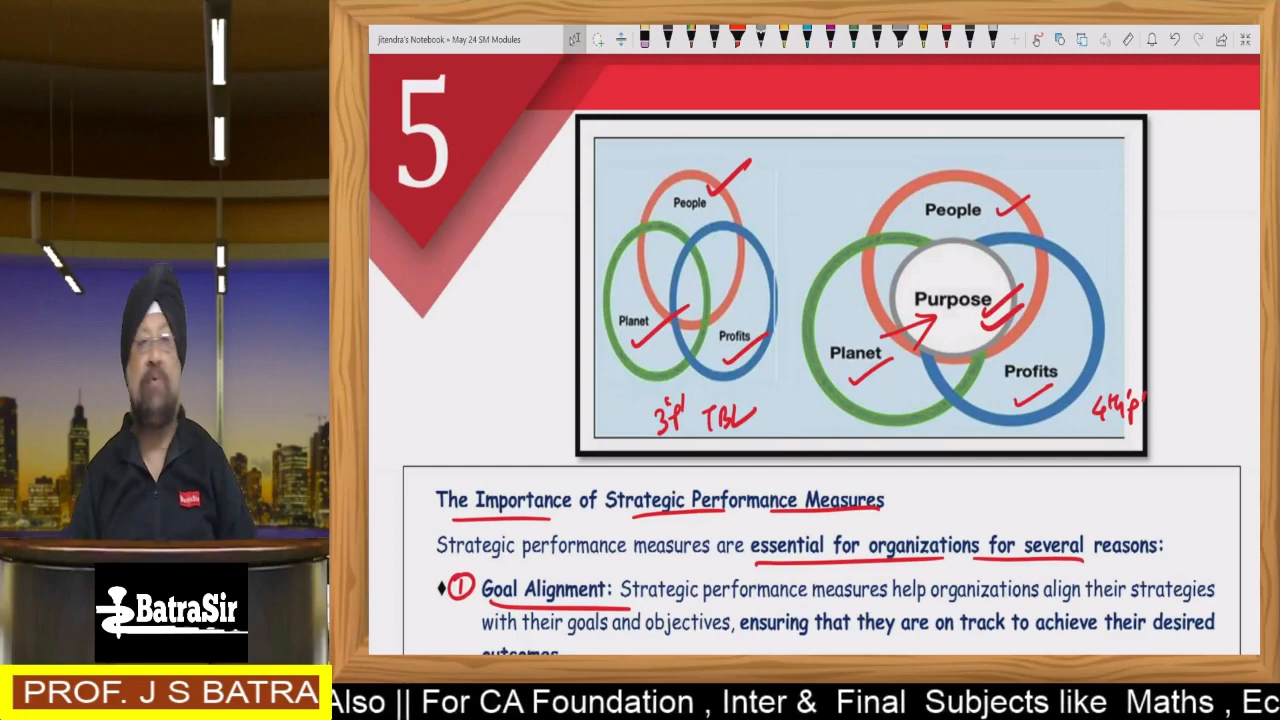 jitendra's Notebook » May 24 SM Modules
5
People
Planet
Profits
3'P' TBL
People
Purpose
Planet
Profits
4th 'P'
The Importance of Strategic Performance Measures
Strategic performance measures are essential for organizations for several reasons:
♦ 1 Goal Alignment: Strategic performance measures help organizations align their strategies
with their goals and objectives, ensuring that they are on track to achieve their desired
outcomes
BatraSir
PROF. J S BATRA
Also || For CA Foundation , Inter & Final Subjects like Maths , Ec